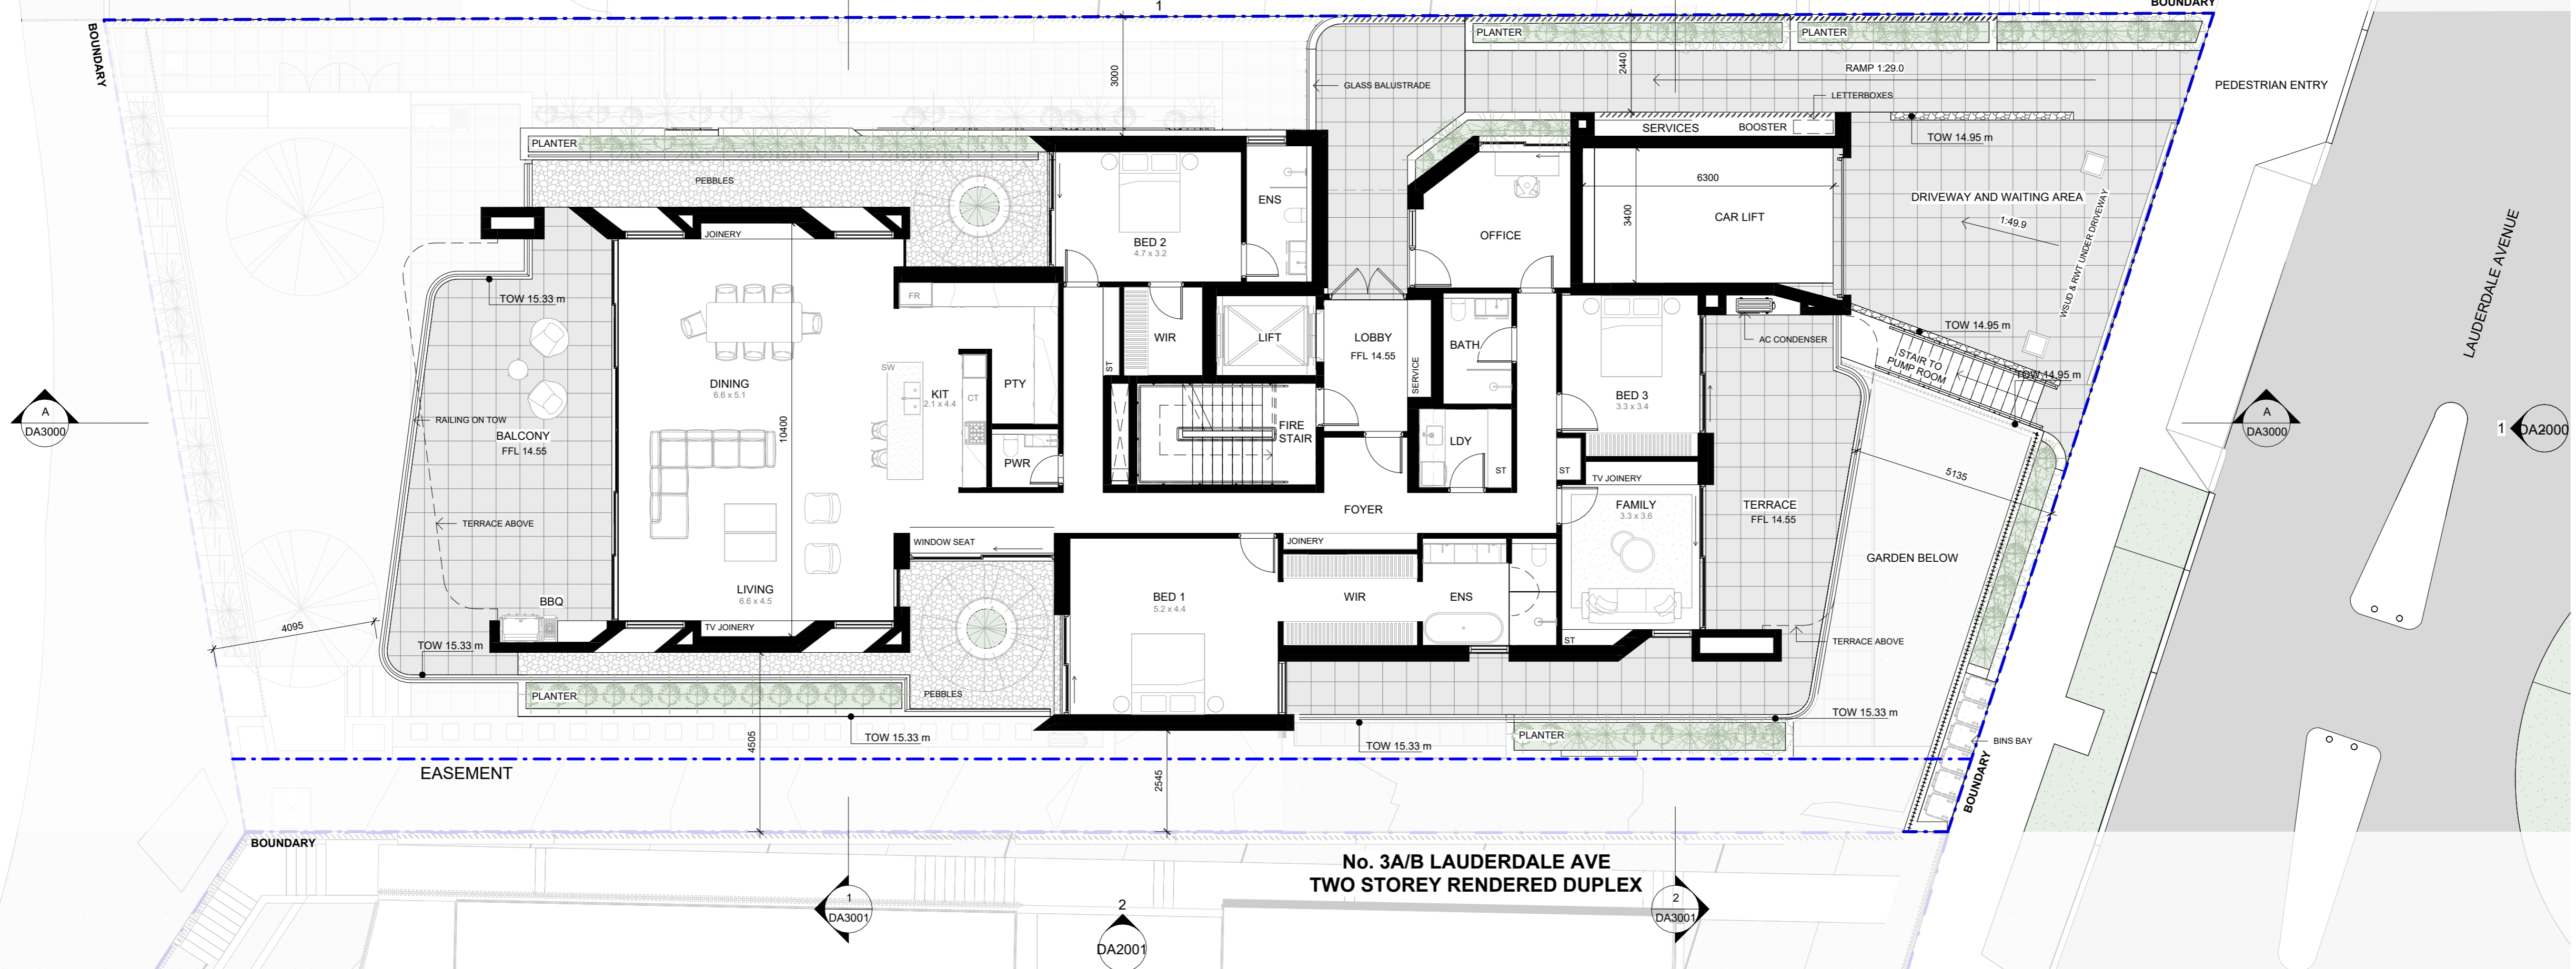 1
BOUNDARY
BOUNDARY
PLANTER
PLANTER
3000
2440
RAMP 1:29.0
PEDESTRIAN ENTRY
GLASS BALUSTRADE
LETTERBOXES
SERVICES
BOOSTER
TOW 14.95 m
PLANTER
PEBBLES
BED 2
4.7 x 3.2
ENS
OFFICE
6300
3400
CAR LIFT
DRIVEWAY AND WAITING AREA
1:49.9
WSUD & RWT UNDER DRIVEWAY
LAUDERDALE AVENUE
JOINERY
TOW 15.33 m
FR
WIR
LIFT
LOBBY
FFL 14.55
SERVICE
BATH
AC CONDENSER
TOW 14.95 m
STAIR TO
PUMP ROOM
TOW 14.95 m
ST
SW
DINING
6.6 x 5.1
KIT
2.1 x 4.4
CT
PTY
BED 3
3.3 x 3.4
A
DA3000
A
DA3000
1
DA2000
RAILING ON TOW
BALCONY
FFL 14.55
10400
FIRE
STAIR
LDY
ST
PWR
ST
TV JOINERY
5135
FAMILY
3.3 x 3.6
TERRACE
FFL 14.55
FOYER
TERRACE ABOVE
WINDOW SEAT
JOINERY
GARDEN BELOW
LIVING
6.6 x 4.5
BBQ
BED 1
5.2 x 4.4
WIR
ENS
4095
TV JOINERY
ST
TERRACE ABOVE
TOW 15.33 m
PLANTER
PEBBLES
TOW 15.33 m
TOW 15.33 m
TOW 15.33 m
PLANTER
BINS BAY
4505
2545
EASEMENT
BOUNDARY
BOUNDARY
No. 3A/B LAUDERDALE AVE
TWO STOREY RENDERED DUPLEX
1
DA3001
2
DA2001
2
DA3001